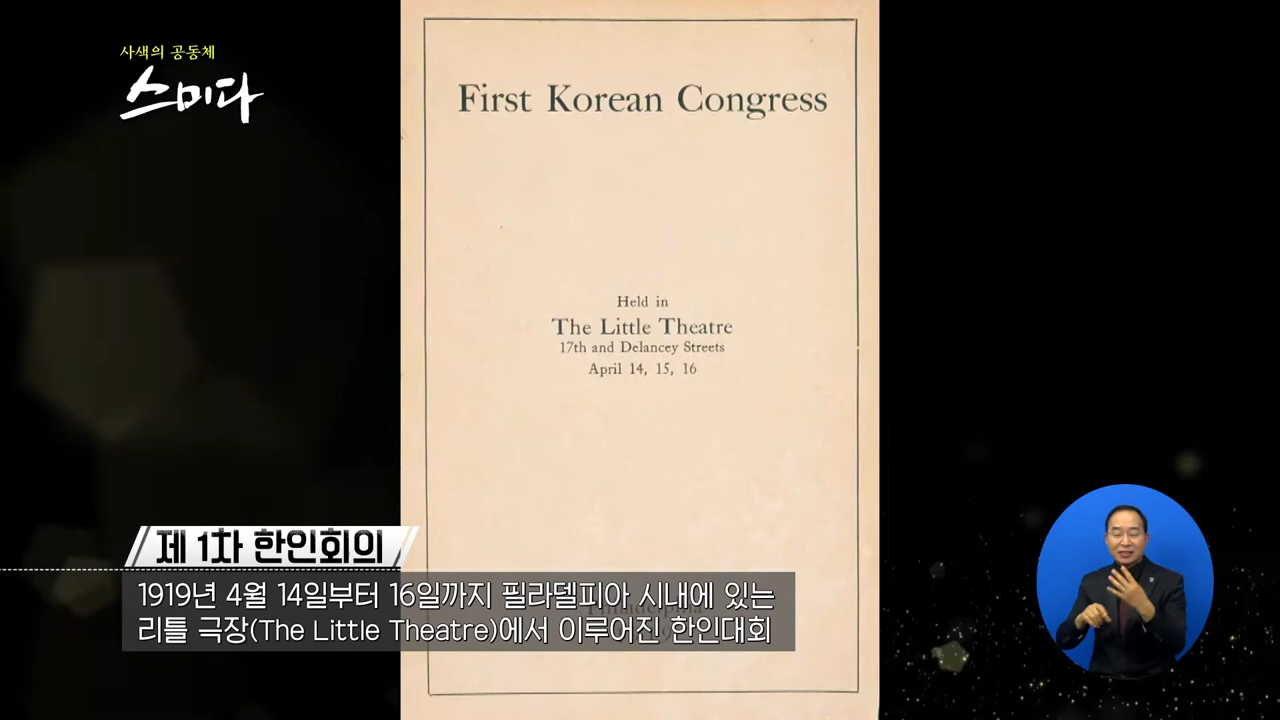 사색의 공동체
스미다
First Korean Congress
Held in
The Little Theatre
17th and Delancey Streets
April 14, 15, 16
제 1차 한인회의
1919년 4월 14일부터 16일까지 필라델피아 시내에 있는
리틀 극장(The Little Theatre)에서 이루어진 한인대회